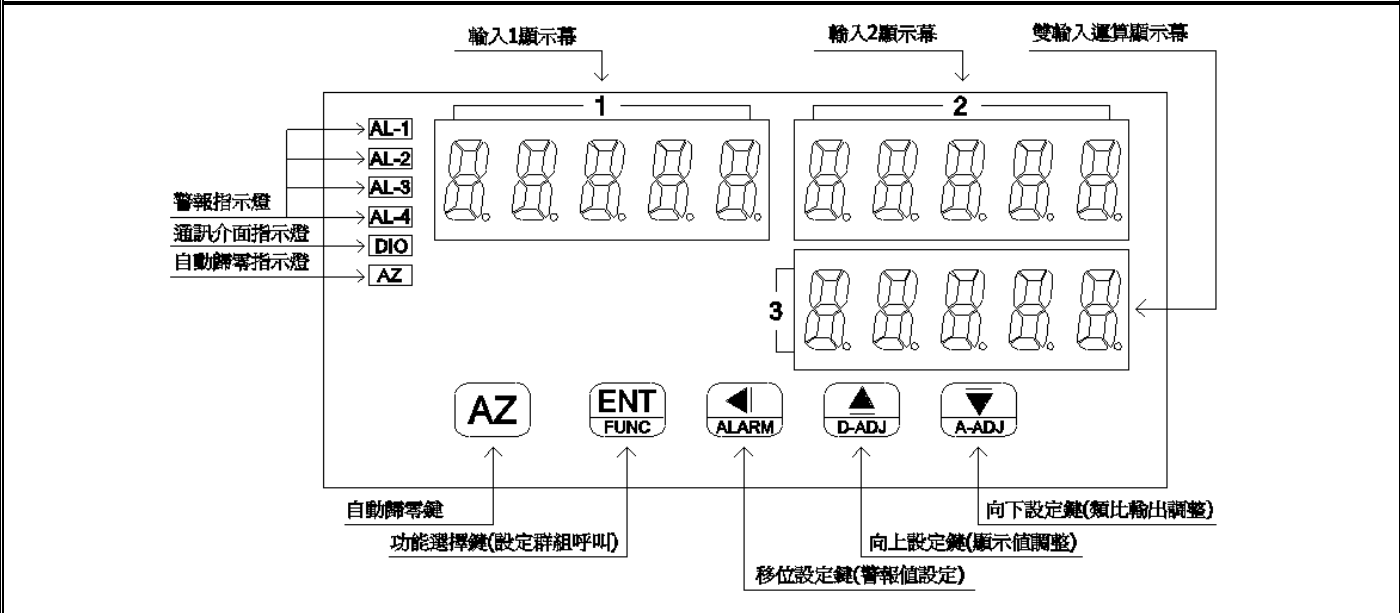 輸入1顯示幕
輸入2顯示幕
雙輸入運算顯示幕
1
2
AL-1
AL-2
AL-3
AL-4
DIO
AZ
警報指示燈
通訊介面指示燈
自動歸零指示燈
3
AZ
ENT
FUNC
ALARM
D-ADJ
A-ADJ
自動歸零鍵
功能選擇鍵(設定群組呼叫)
移位設定鍵(警報值設定)
向上設定鍵(顯示值調整)
向下設定鍵(類比輸出調整)